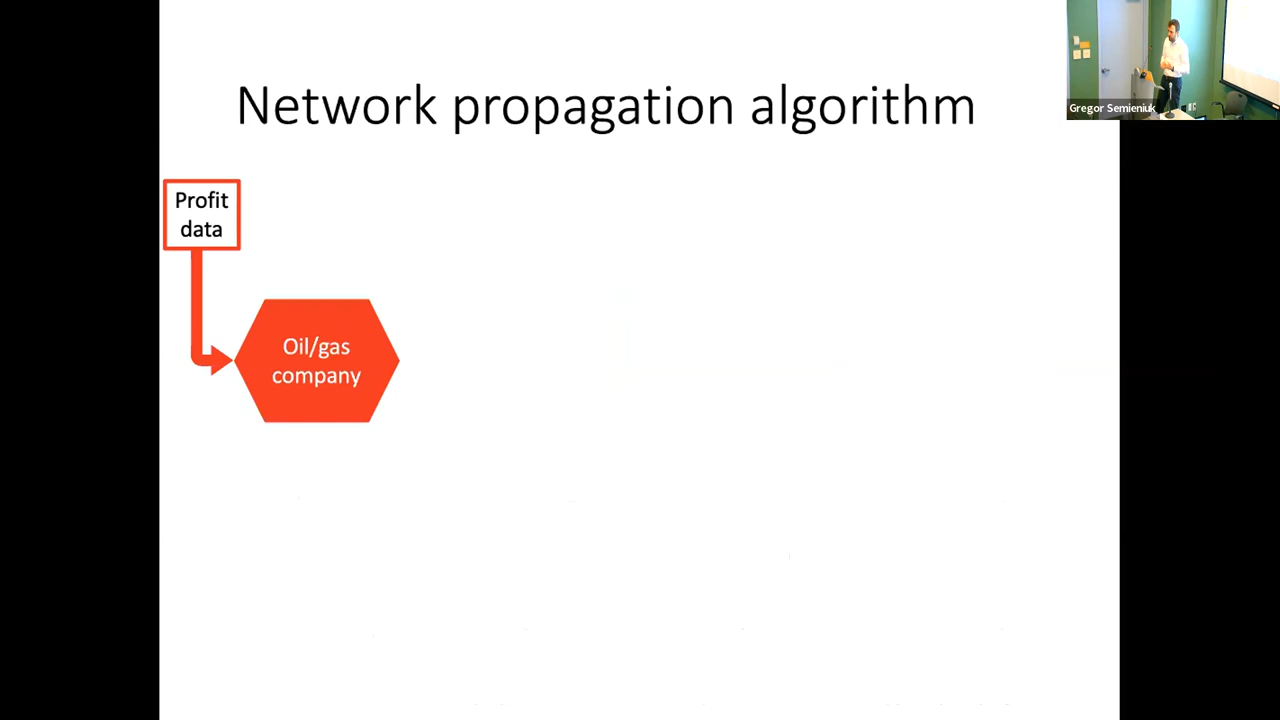 Network propagation algorithm
Gregor Semieniuk
Profit
data
Oil/gas
company